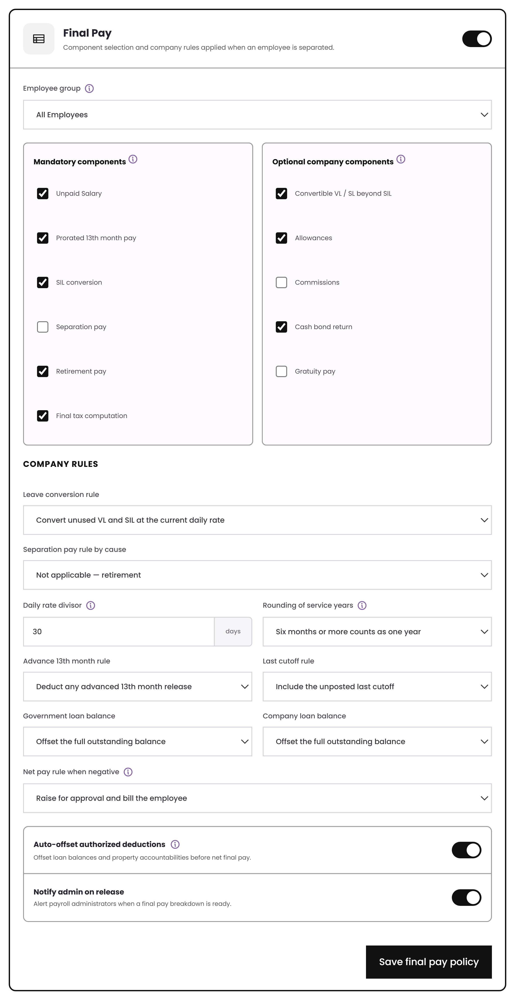 Final Pay
Component selection and company rules applied when an employee is separated.
Employee group
All Employees
Mandatory components
Unpaid Salary
Prorated 13th month pay
SIL conversion
Separation pay
Retirement pay
Final tax computation
Optional company components
Convertible VL / SL beyond SIL
Allowances
Commissions
Cash bond return
Gratuity pay
COMPANY RULES
Leave conversion rule
Convert unused VL and SIL at the current daily rate
Separation pay rule by cause
Not applicable — retirement
Daily rate divisor
30
days
Rounding of service years
Six months or more counts as one year
Advance 13th month rule
Deduct any advanced 13th month release
Last cutoff rule
Include the unposted last cutoff
Government loan balance
Offset the full outstanding balance
Company loan balance
Offset the full outstanding balance
Net pay rule when negative
Raise for approval and bill the employee
Auto-offset authorized deductions
Offset loan balances and property accountabilities before net final pay.
Notify admin on release
Alert payroll administrators when a final pay breakdown is ready.
Save final pay policy